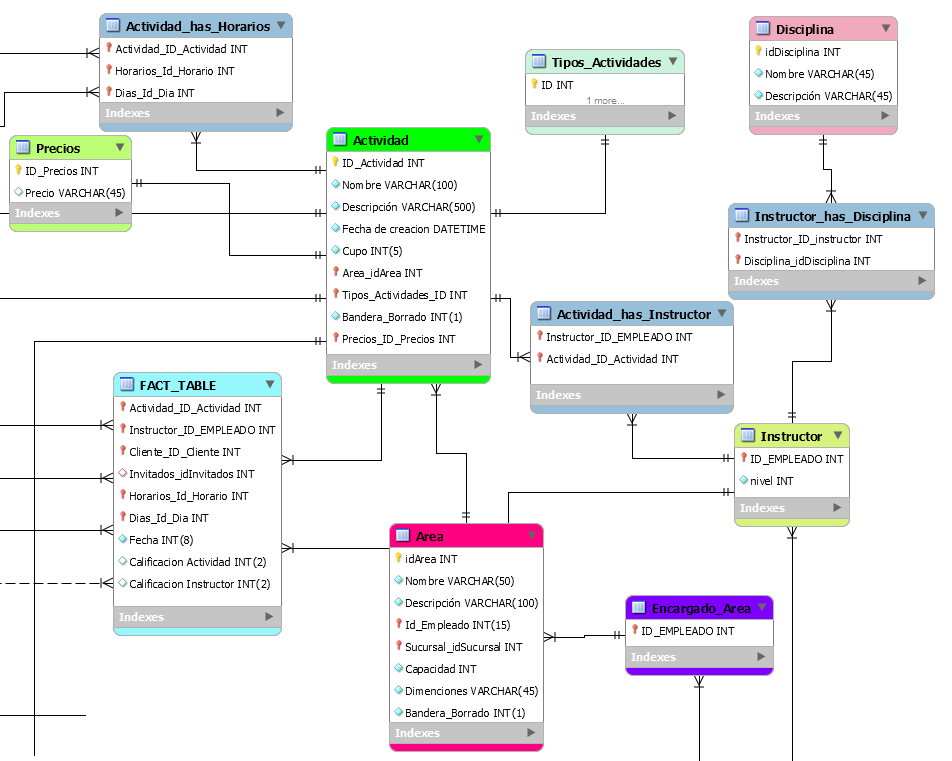 Actividad_has_Horarios
Actividad_ID_Actividad INT
Horarios_Id_Horario INT
Dias_Id_Dia INT
Indexes
Precios
ID_Precios INT
Precio VARCHAR(45)
Indexes
Actividad
ID_Actividad INT
Nombre VARCHAR(100)
Descripción VARCHAR(500)
Fecha de creacion DATETIME
Cupo INT(5)
Area_idArea INT
Tipos_Actividades_ID INT
Bandera_Borrado INT(1)
Precios_ID_Precios INT
Indexes
Tipos_Actividades
ID INT
1 more...
Indexes
Disciplina
idDisciplina INT
Nombre VARCHAR(45)
Descripción VARCHAR(45)
Indexes
Instructor_has_Disciplina
Instructor_ID_instructor INT
Disciplina_idDisciplina INT
Indexes
Actividad_has_Instructor
Instructor_ID_EMPLEADO INT
Actividad_ID_Actividad INT
Indexes
FACT_TABLE
Actividad_ID_Actividad INT
Instructor_ID_EMPLEADO INT
Cliente_ID_Cliente INT
Invitados_idInvitados INT
Horarios_Id_Horario INT
Dias_Id_Dia INT
Fecha INT(8)
Calificacion Actividad INT(2)
Calificacion Instructor INT(2)
Indexes
Instructor
ID_EMPLEADO INT
nivel INT
Indexes
Area
idArea INT
Nombre VARCHAR(50)
Descripción VARCHAR(100)
Id_Empleado INT(15)
Sucursal_idSucursal INT
Capacidad INT
Dimenciones VARCHAR(45)
Bandera_Borrado INT(1)
Indexes
Encargado_Area
ID_EMPLEADO INT
Indexes